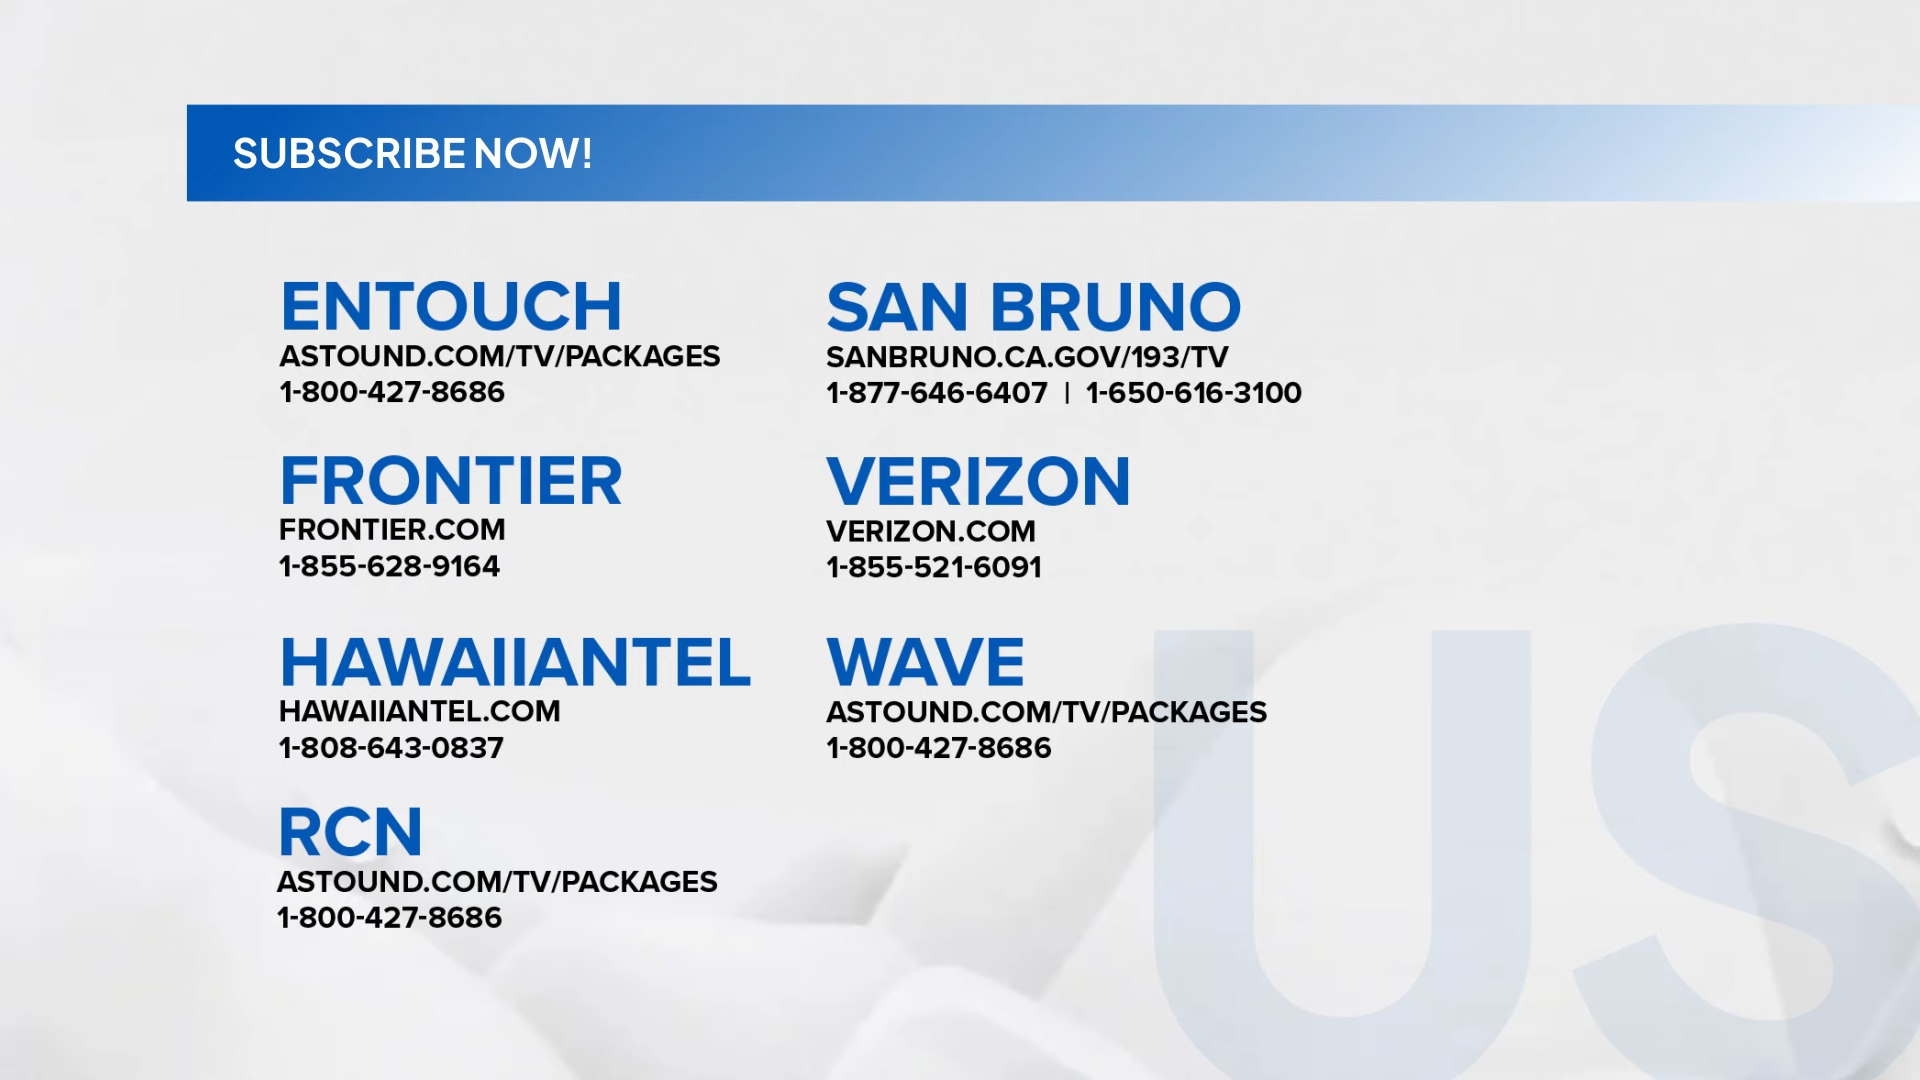 SUBSCRIBE NOW!
ENTOUCH
ASTOUND.COM/TV/PACKAGES
1-800-427-8686
FRONTIER
FRONTIER.COM
1-855-628-9164
HAWAIIANTEL
HAWAIIANTEL.COM
1-808-643-0837
RCN
ASTOUND.COM/TV/PACKAGES
1-800-427-8686
SAN BRUNO
SANBRUNO.CA.GOV/193/TV
1-877-646-6407 | 1-650-616-3100
VERIZON
VERIZON.COM
1-855-521-6091
WAVE
ASTOUND.COM/TV/PACKAGES
1-800-427-8686
US